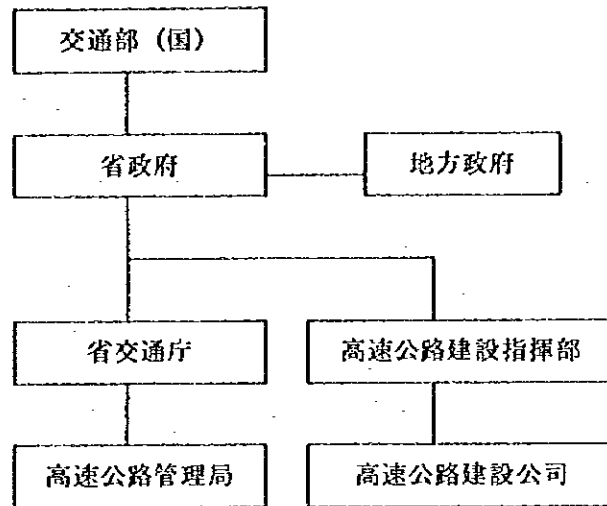 交通部（国）
省政府
地方政府
省交通庁
高速公路建設指揮部
高速公路管理局
高速公路建設公司